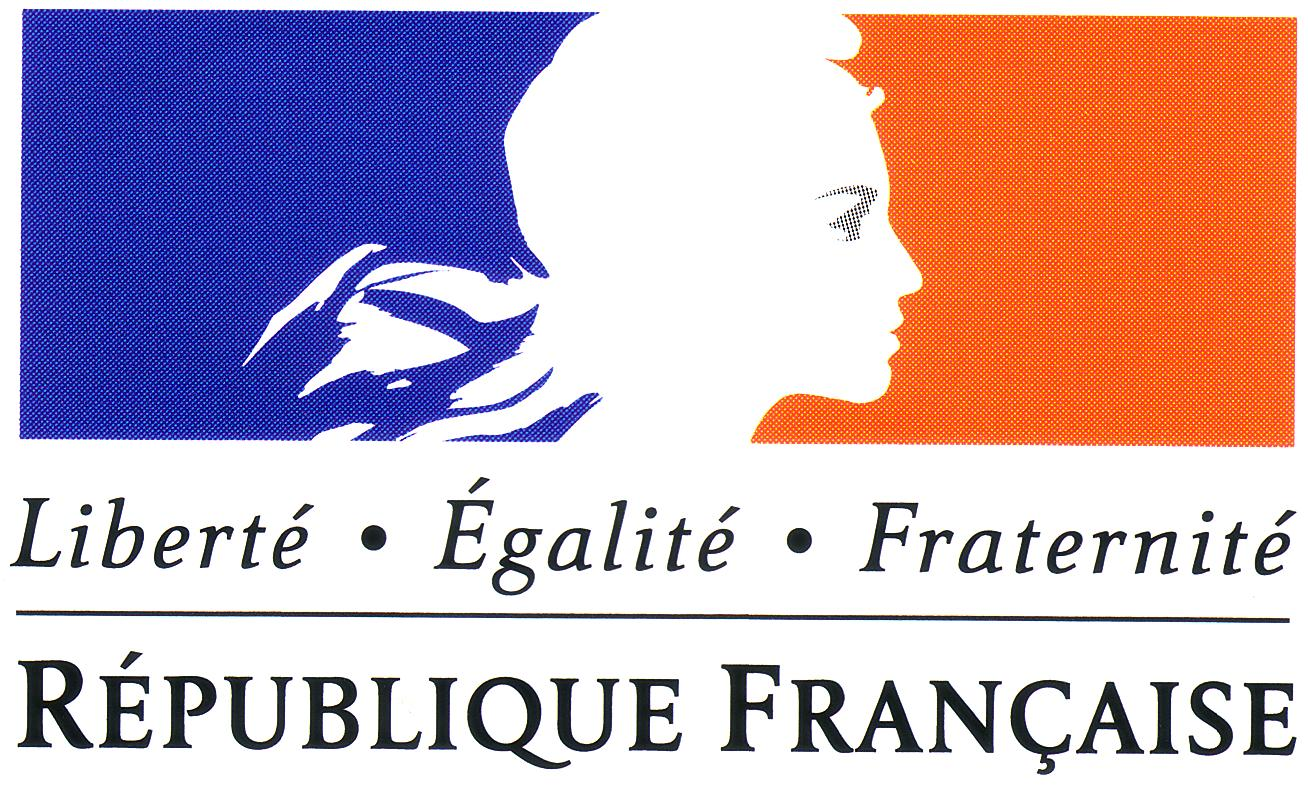 Liberté • Égalité • Fraternité
RÉPUBLIQUE FRANÇAISE